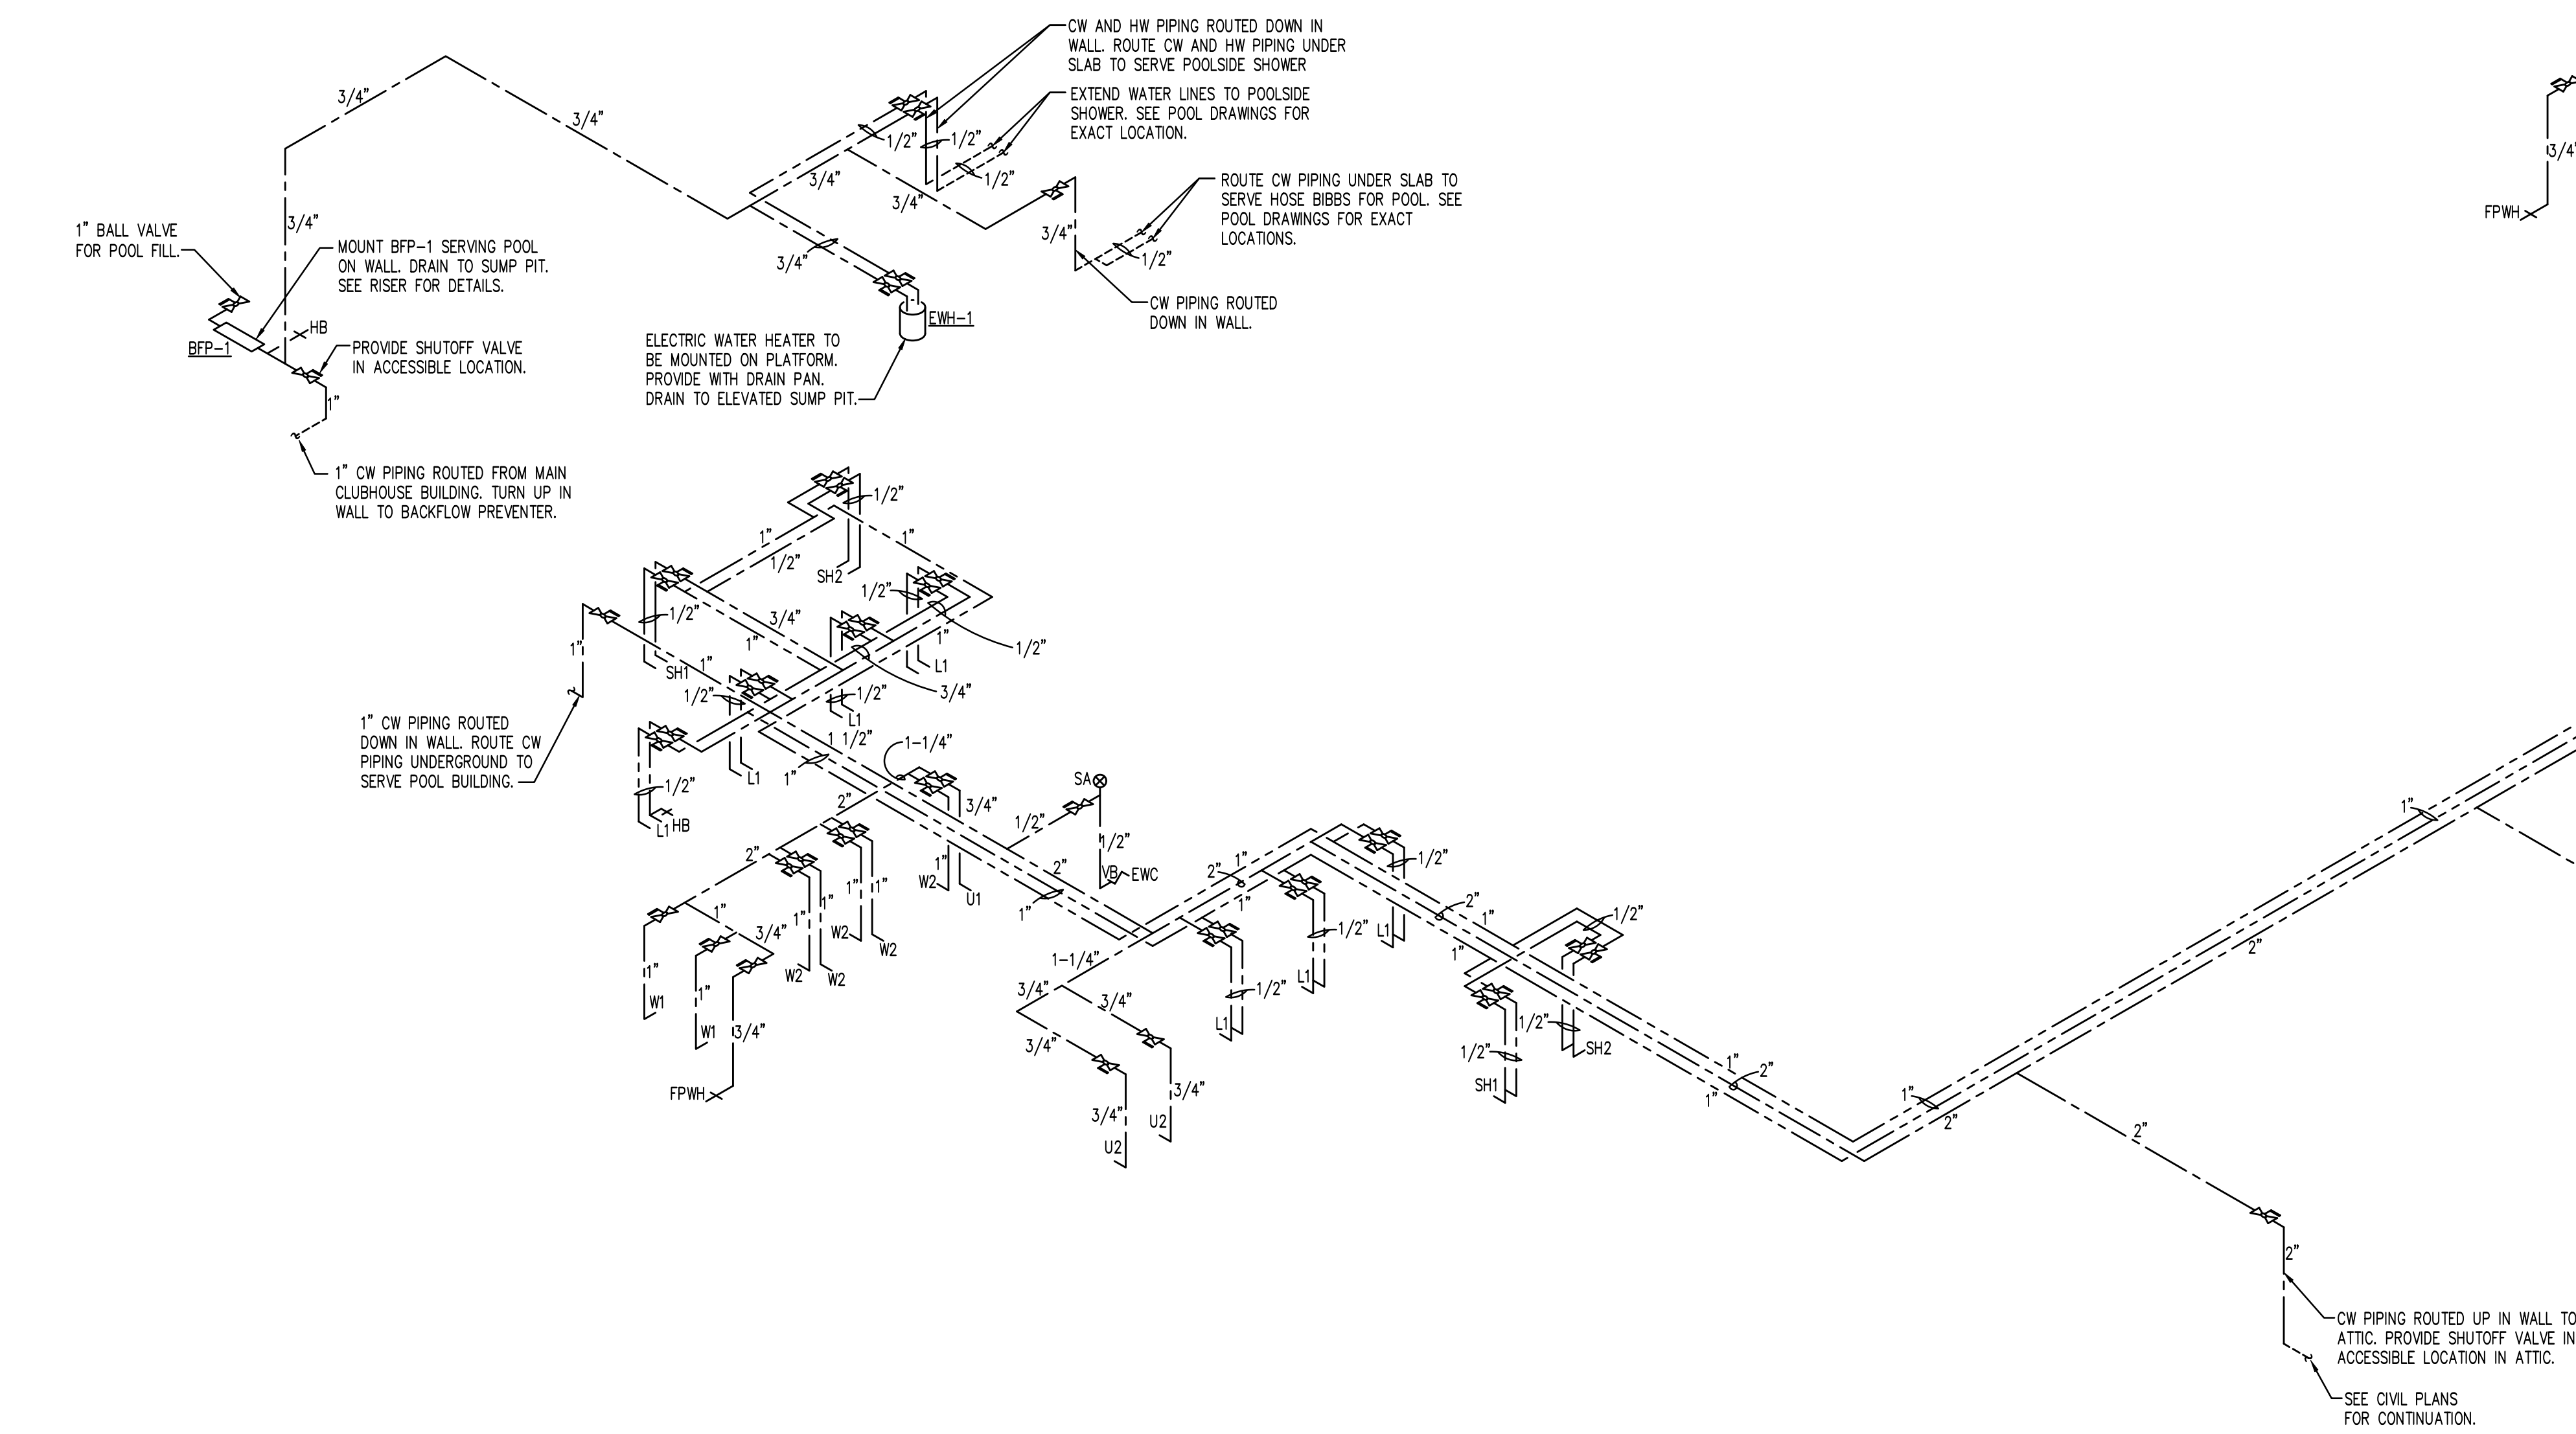 CW AND HW PIPING ROUTED DOWN IN
WALL. ROUTE CW AND HW PIPING UNDER
SLAB TO SERVE POOLSIDE SHOWER
EXTEND WATER LINES TO POOLSIDE
SHOWER. SEE POOL DRAWINGS FOR
EXACT LOCATION.
3/4"
3/4"
1/2"
1/2"
1/2"
3/4"
3/4"
3/4"
ROUTE CW PIPING UNDER SLAB TO
SERVE HOSE BIBBS FOR POOL. SEE
POOL DRAWINGS FOR EXACT
LOCATIONS.
3/4"
FPWH
1" BALL VALVE
FOR POOL FILL.
3/4"
MOUNT BFP-1 SERVING POOL
ON WALL. DRAIN TO SUMP PIT.
SEE RISER FOR DETAILS.
3/4"
3/4"
1/2"
CW PIPING ROUTED
DOWN IN WALL.
HB
BFP-1
PROVIDE SHUTOFF VALVE
IN ACCESSIBLE LOCATION.
1"
EWH-1
ELECTRIC WATER HEATER TO
BE MOUNTED ON PLATFORM.
PROVIDE WITH DRAIN PAN.
DRAIN TO ELEVATED SUMP PIT.
1" CW PIPING ROUTED FROM MAIN
CLUBHOUSE BUILDING. TURN UP IN
WALL TO BACKFLOW PREVENTER.
1/2"
1"
1/2"
1"
SH2
1/2"
1/2"
3/4"
1"
1"
1/2"
1"
SH1
1"
L1
3/4"
1/2"
1/2"
L1
1" CW PIPING ROUTED
DOWN IN WALL. ROUTE CW
PIPING UNDERGROUND TO
SERVE POOL BUILDING.
1 1/2"
1-1/4"
1"
L1
1/2"
L1
HB
2"
3/4"
SA
1/2"
1/2"
VB
EWC
2"
1"
W2
U1
2"
1"
2"
1"
1"
1"
1"
W2
W2
1"
1"
W2
W2
1"
3/4"
1"
W1
1"
W1
3/4"
FPWH
1-1/4"
3/4"
3/4"
3/4"
3/4"
U2
3/4"
U2
1/2"
L1
1/2"
L1
1/2"
L1
2"
1"
1"
1/2"
1/2"
SH2
1/2"
SH1
1"
2"
1"
1"
2"
1"
2"
2"
2"
CW PIPING ROUTED UP IN WALL TO
ATTIC. PROVIDE SHUTOFF VALVE IN
ACCESSIBLE LOCATION IN ATTIC.
SEE CIVIL PLANS
FOR CONTINUATION.